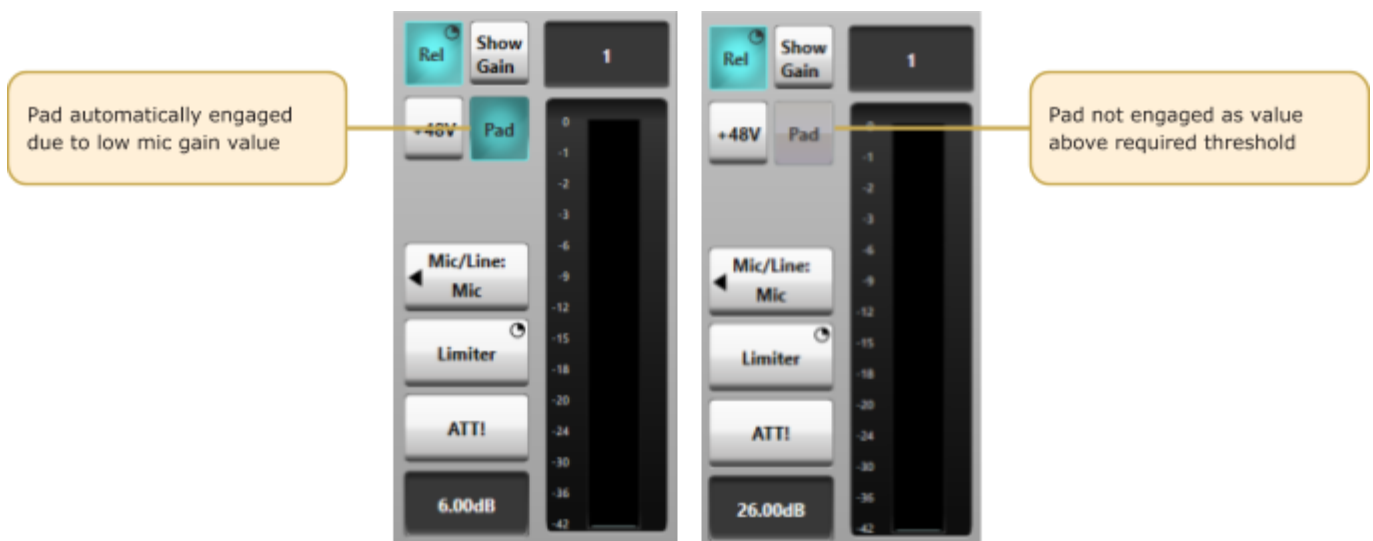 Pad automatically engaged
due to low mic gain value
Rel
Show
Gain
1
+48V
Pad
0
-1
-2
-3
-6
-9
-12
-15
-18
-20
-24
-30
-36
-42
Mic/Line:
Mic
Limiter
ATT!
6.00dB
Rel
Show
Gain
1
+48V
Pad
-1
-2
-3
-6
-9
-12
-15
-18
-20
-24
-30
-36
-42
Mic/Line:
Mic
Limiter
ATT!
26.00dB
Pad not engaged as value
above required threshold